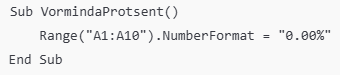 Sub VormindaProtsent()
    Range("A1:A10").NumberFormat = "0.00%"
End Sub